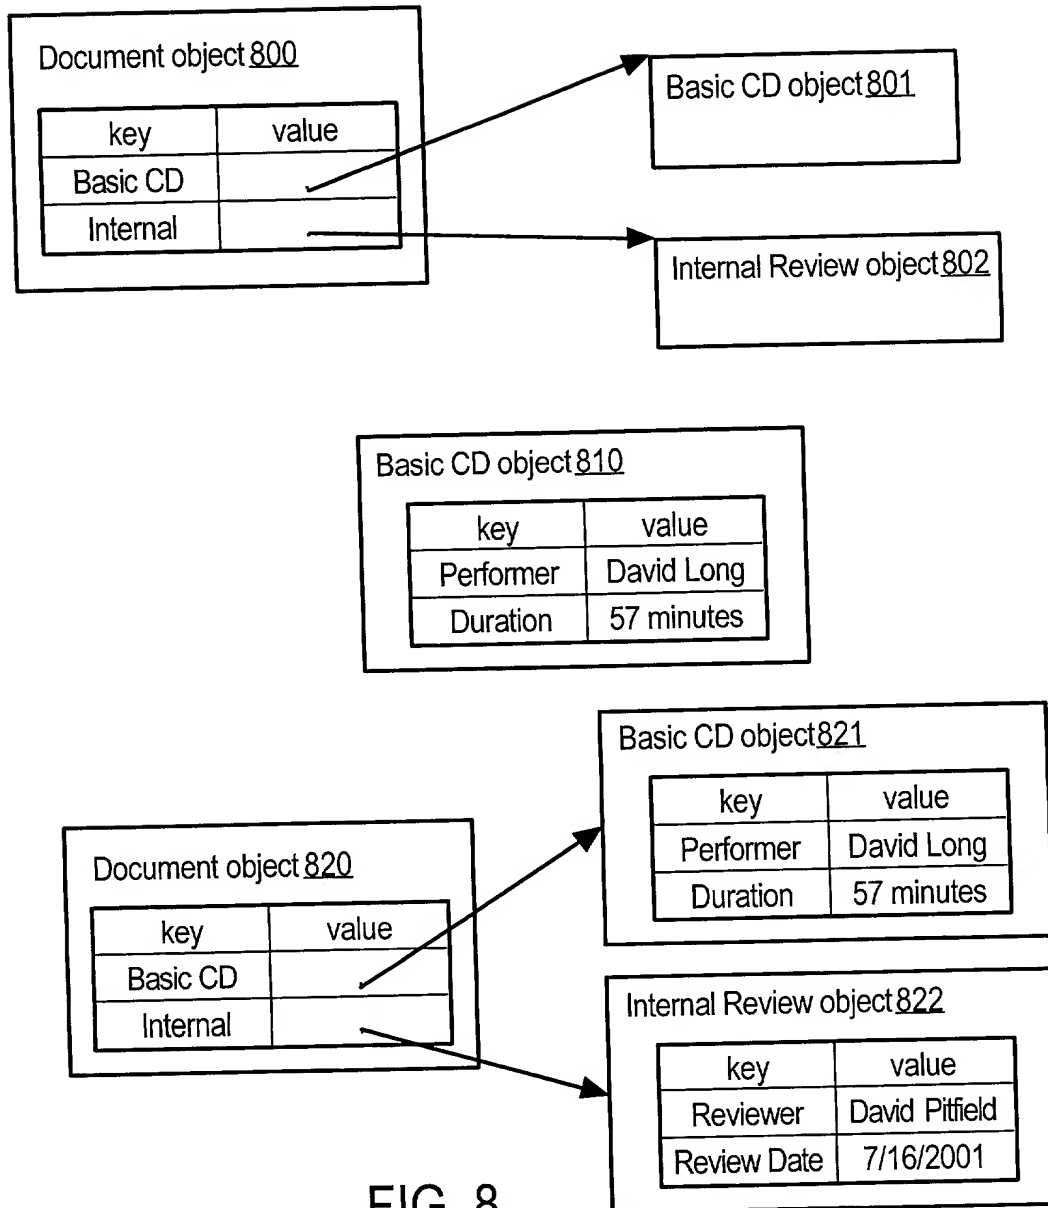 Document object 800
key value
Basic CD
Internal
Basic CD object 801
Internal Review object 802
Basic CD object 810
key value
Performer David Long
Duration 57 minutes
Document object 820
key value
Basic CD
Internal
Basic CD object 821
key value
Performer David Long
Duration 57 minutes
Internal Review object 822
key value
Reviewer David Pitfield
Review Date 7/16/2001
FIG. 8